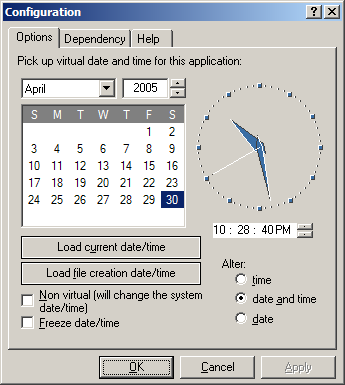 Configuration
Options Dependency Help
Pick up virtual date and time for this application:
April 2005
S M T W T F S
1 2
3 4 5 6 7 8 9
10 11 12 13 14 15 16
17 18 19 20 21 22 23
24 25 26 27 28 29 30
10 : 28 : 40 PM
Load current date/time
Load file creation date/time
Non virtual (will change the system
date/time)
Freeze date/time
Alter:
time
date and time
date
OK Cancel Apply